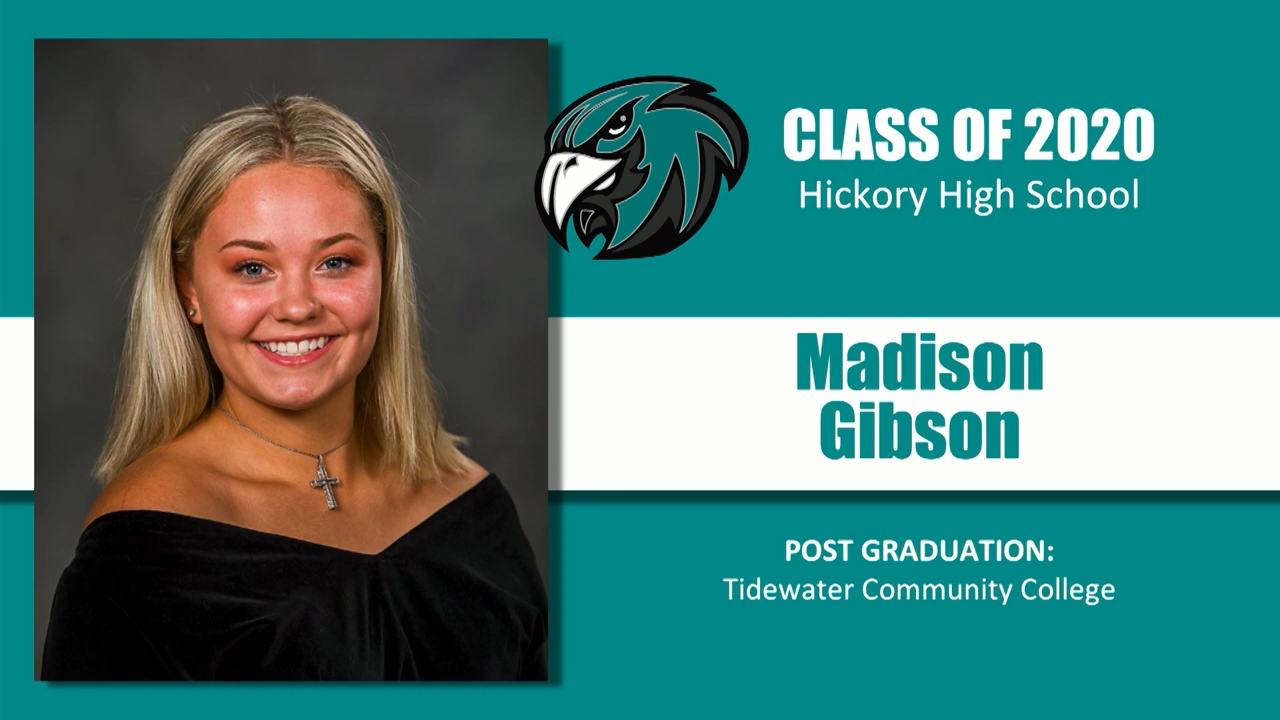 CLASS OF 2020
Hickory High School
Madison
Gibson
POST GRADUATION:
Tidewater Community College